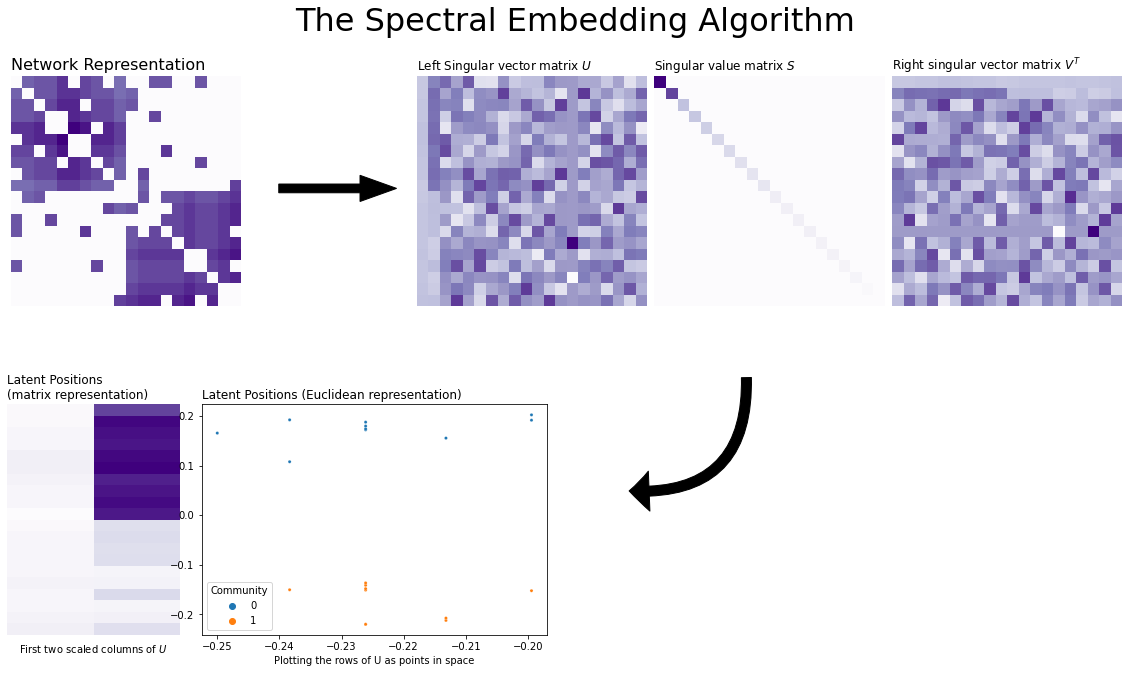 The Spectral Embedding Algorithm
Network Representation
Left Singular vector matrix U
Singular value matrix S
Right singular vector matrix V^T
Latent Positions
(matrix representation)
First two scaled columns of U
Latent Positions (Euclidean representation)
0.2
0.1
0.0
−0.1
−0.2
Community
0
1
−0.25 −0.24 −0.23 −0.22 −0.21 −0.20
Plotting the rows of U as points in space